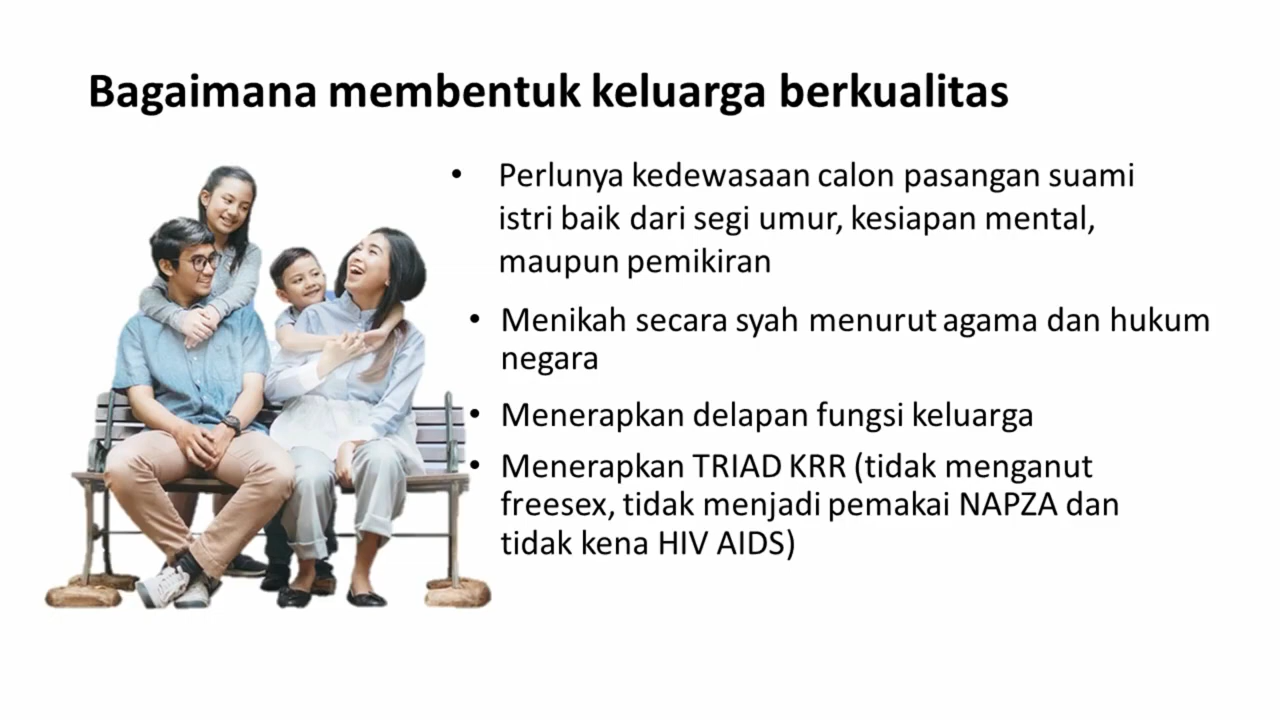 Bagaimana membentuk keluarga berkualitas
• Perlunya kedewasaan calon pasangan suami
istri baik dari segi umur, kesiapan mental,
maupun pemikiran
• Menikah secara syah menurut agama dan hukum
negara
• Menerapkan delapan fungsi keluarga
• Menerapkan TRIAD KRR (tidak menganut
freesex, tidak menjadi pemakai NAPZA dan
tidak kena HIV AIDS)